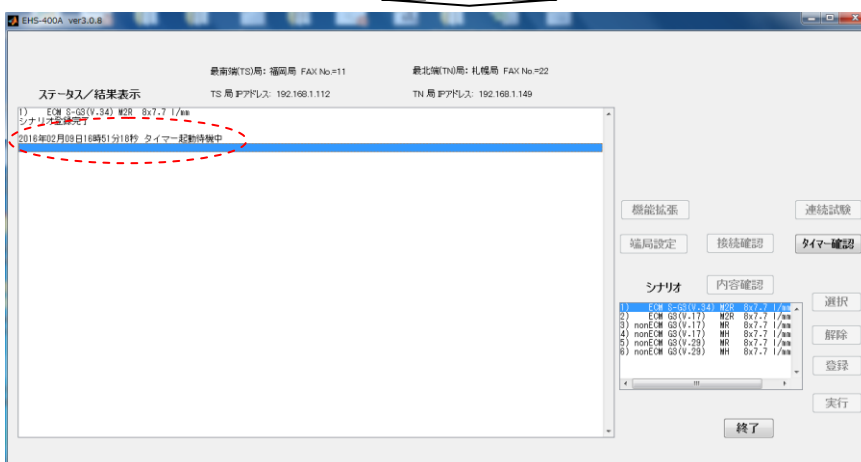 EHS-400A ver3.0.8
最南端(TS)局: 福岡局 FAX No.=11
最北端(TN)局: 札幌局 FAX No.=22
ステータス／結果表示
TS 局 IPアドレス: 192.168.1.112
TN 局 IPアドレス: 192.168.1.149
1) ECM S-G3(V.34) M2R 8x7.7 l/mm
シナリオ登録完了
2016年02月09日16時51分18秒 タイマー起動待機中
機能拡張
連続試験
端局設定
接続確認
タイマー確認
シナリオ
内容確認
1) ECM S-G3(V.34) M2R 8x7.7 l/mm
2) ECM G3(V.17) M2R 8x7.7 l/mm
3) nonECM G3(V.17) MR 8x7.7 l/mm
4) nonECM G3(V.17) MH 8x7.7 l/mm
5) nonECM G3(V.29) MR 8x7.7 l/mm
6) nonECM G3(V.29) MH 8x7.7 l/mm
選択
解除
登録
実行
終了